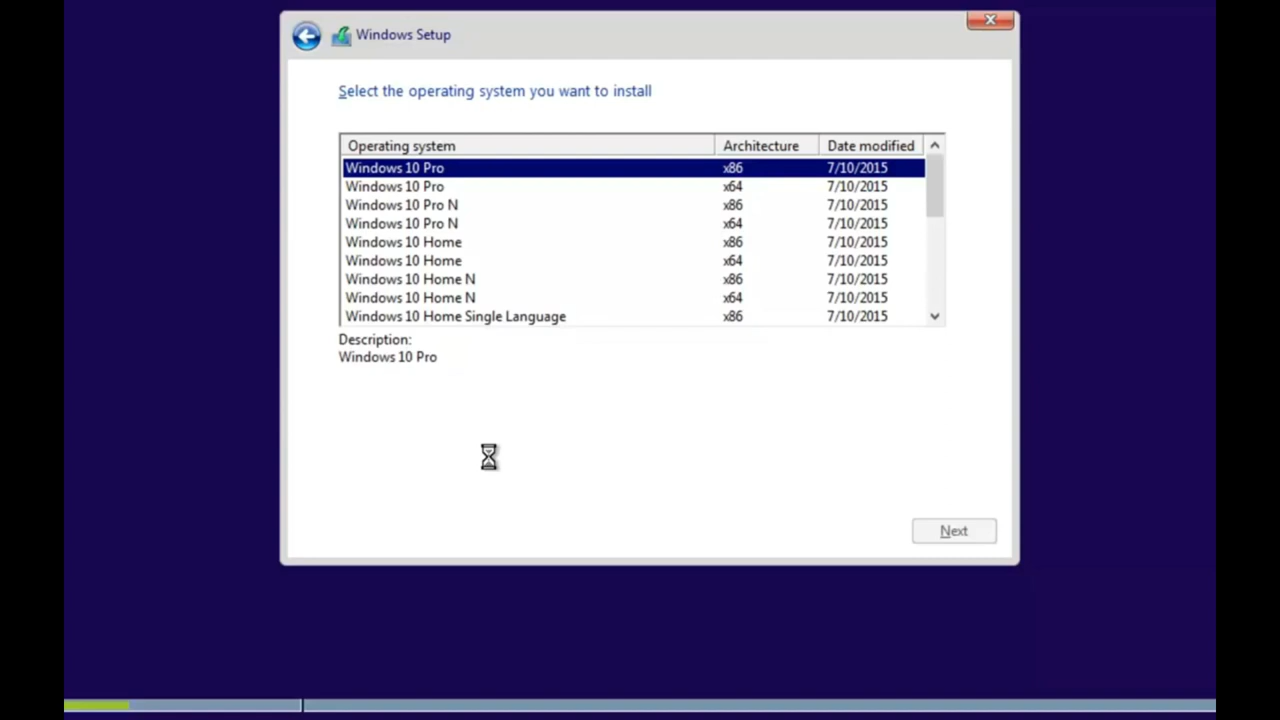 Windows Setup
Select the operating system you want to install
Operating system Architecture Date modified
Windows 10 Pro x86 7/10/2015
Windows 10 Pro x64 7/10/2015
Windows 10 Pro N x86 7/10/2015
Windows 10 Pro N x64 7/10/2015
Windows 10 Home x86 7/10/2015
Windows 10 Home x64 7/10/2015
Windows 10 Home N x86 7/10/2015
Windows 10 Home N x64 7/10/2015
Windows 10 Home Single Language x86 7/10/2015
Description:
Windows 10 Pro
Next